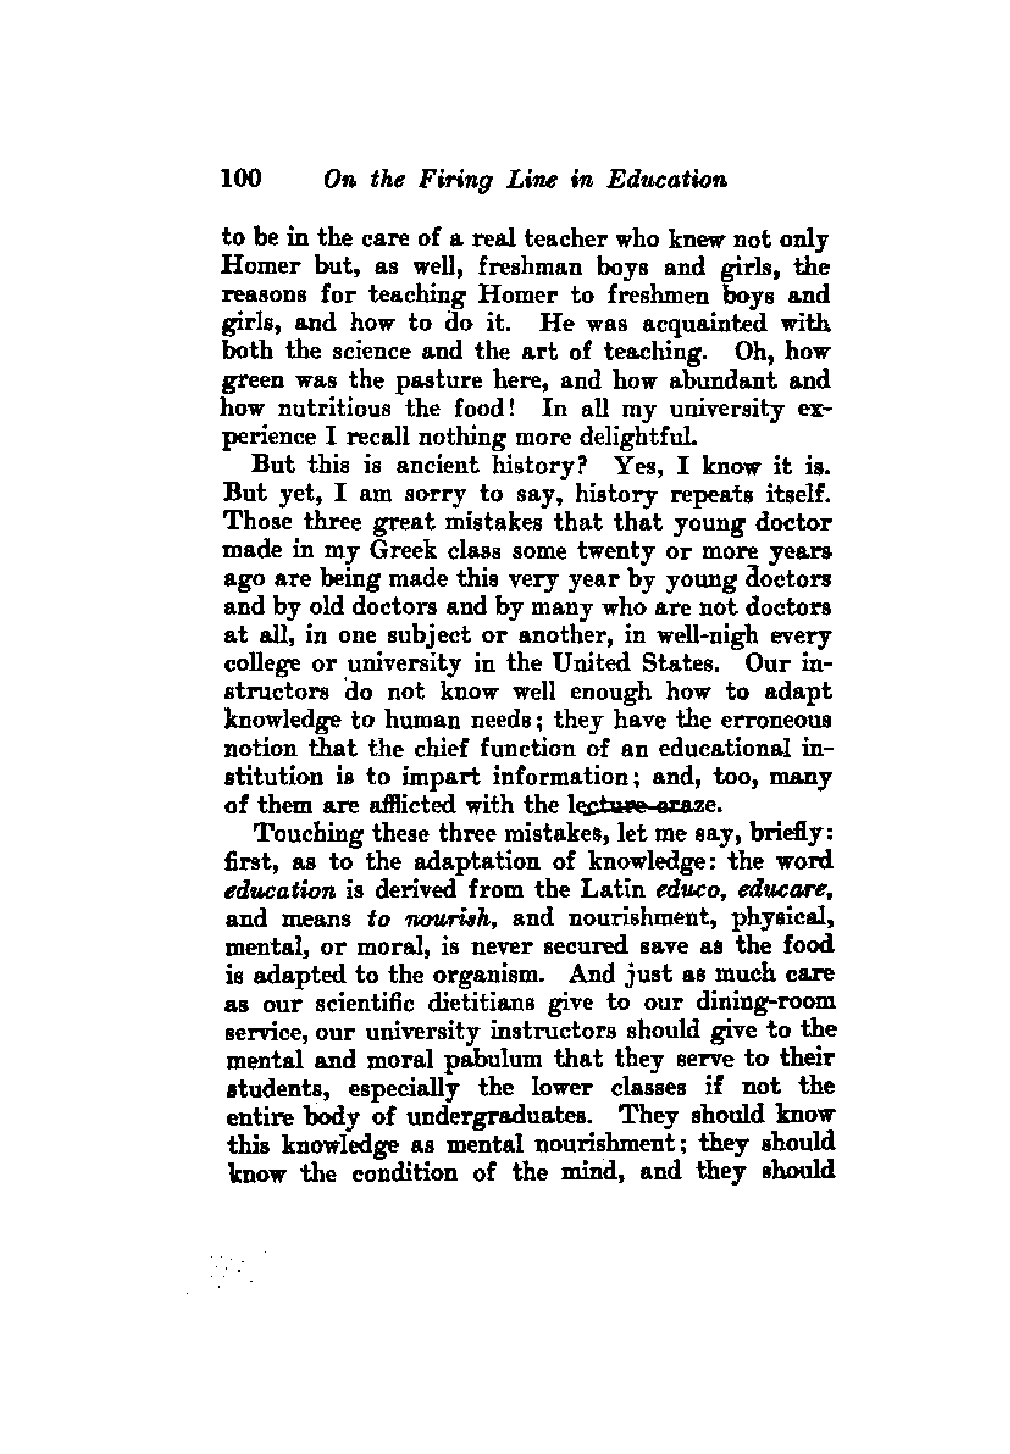 100 On the Firing Line in Education
to be in the care of a real teacher who knew not only
Homer but, as well, freshman boys and girls, the
reasons for teaching Homer to freshmen boys and
girls, and how to do it. He was acquainted with
both the science and the art of teaching. Oh, how
green was the pasture here, and how abundant and
how nutritious the food! In all my university ex-
perience I recall nothing more delightful.
But this is ancient history? Yes, I know it is.
But yet, I am sorry to say, history repeats itself.
Those three great mistakes that that young doctor
made in my Greek class some twenty or more years
ago are being made this very year by young doctors
and by old doctors and by many who are not doctors
at all, in one subject or another, in well-nigh every
college or university in the United States. Our in-
structors do not know well enough how to adapt
knowledge to human needs; they have the erroneous
notion that the chief function of an educational in-
stitution is to impart information; and, too, many
of them are afflicted with the lecture-craze.
Touching these three mistakes, let me say, briefly:
first, as to the adaptation of knowledge: the word
education is derived from the Latin educo, educare,
and means to nourish, and nourishment, physical,
mental, or moral, is never secured save as the food
is adapted to the organism. And just as much care
as our scientific dietitians give to our dining-room
service, our university instructors should give to the
mental and moral pabulum that they serve to their
students, especially the lower classes if not the
entire body of undergraduates. They should know
this knowledge as mental nourishment; they should
know the condition of the mind, and they should